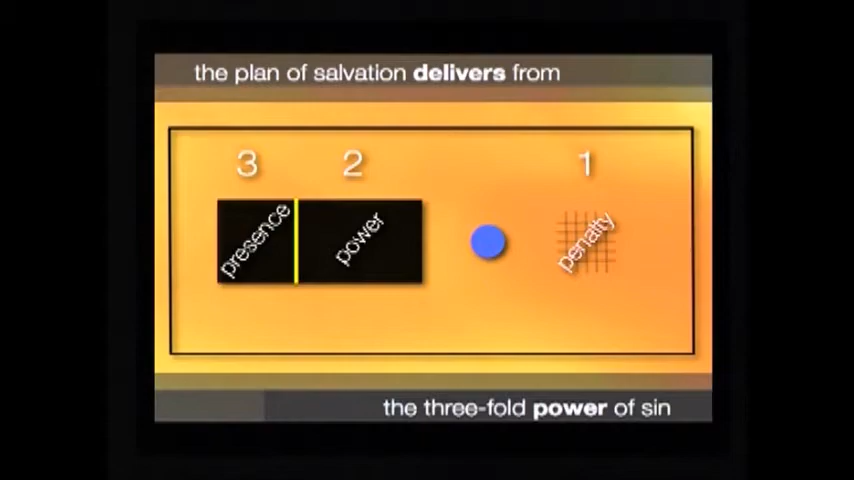 the plan of salvation delivers from
3 2 1
presence power penalty
the three-fold power of sin